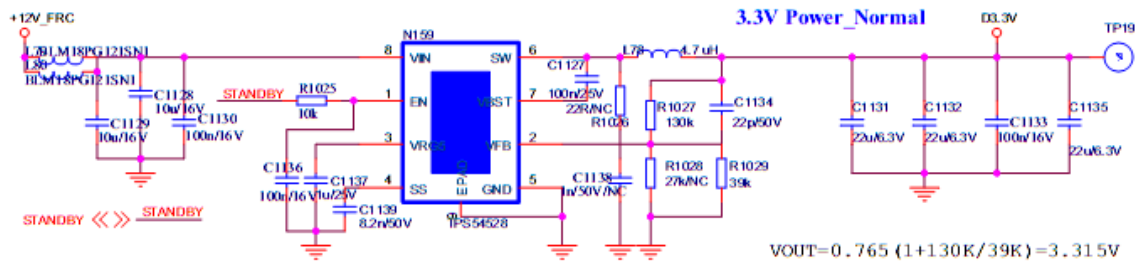 +12V_FRC
3.3V Power_Normal
D3.3V
TP19
L79 BLM18PG121SN1
L80
BLM18PG121SN1
N159
8 VIN
SW 6
L78 4.7 uH
C1128
10u/16V
C1129
10u/16V
C1130
100n/16V
STANDBY
R1025
10k
1 EN
C1127
100n/25V
VBST 7
22R/NC
R1026
R1027
130k
C1134
22p/50V
C1131
22u/6.3V
C1132
22u/6.3V
C1133
100n/16V
C1135
22u/6.3V
3 VRG5
VFB 2
C1136
100n/16V
C1137
1u/25V
4 SS
GND 5
EPAD
9
C1138
1n/50V/NC
R1028
27k/NC
R1029
39k
C1139
8.2n/50V
TPS54528
STANDBY STANDBY
VOUT=0.765(1+130K/39K)=3.315V